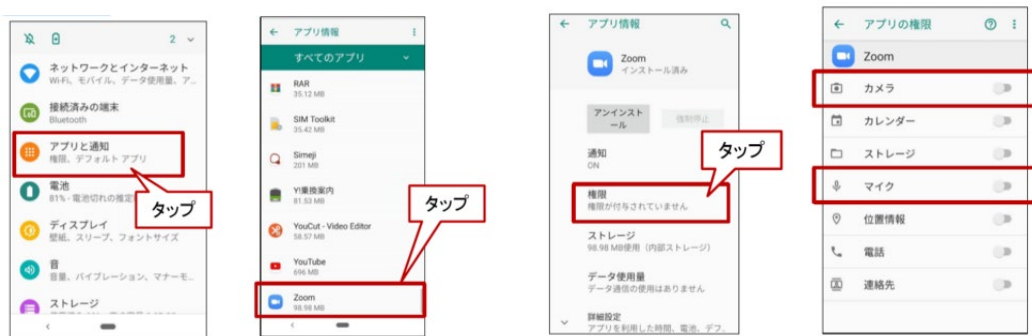 2
ネットワークとインターネット
Wi-Fi、モバイル、データ使用量、ア…
接続済みの端末
Bluetooth
アプリと通知
権限、デフォルト アプリ
電池
81% - 電池切れの推定
タップ
ディスプレイ
壁紙、スリープ、フォントサイズ
音
音量、バイブレーション、マナーモ…
ストレージ
アプリ情報
すべてのアプリ
RAR
35.12 MB
SIM Toolkit
35.42 MB
Simeji
201 MB
Y!乗換案内
81.53 MB
タップ
YouCut - Video Editor
58.57 MB
YouTube
696 MB
Zoom
98.98 MB
アプリ情報
Zoom
インストール済み
アンインスト
ール
強制停止
通知
ON
タップ
権限
権限が付与されていません
ストレージ
98.98 MB使用（内部ストレージ）
データ使用量
データ通信の使用はありません
詳細設定
アプリを利用した時間、電池、デフ…
アプリの権限
Zoom
カメラ
カレンダー
ストレージ
マイク
位置情報
電話
連絡先